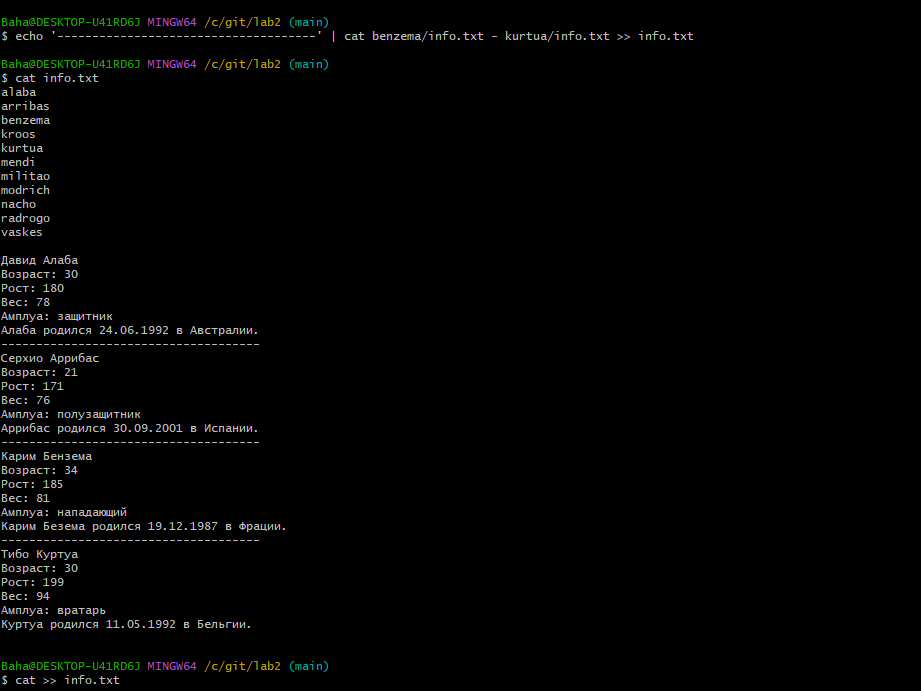 Baha@DESKTOP-U41RD6J MINGW64 /c/git/lab2 (main)
$ echo '-------------------------------------' | cat benzema/info.txt - kurtua/info.txt >> info.txt
Baha@DESKTOP-U41RD6J MINGW64 /c/git/lab2 (main)
$ cat info.txt
alaba
arribas
benzema
kroos
kurtua
mendi
militao
modrich
nacho
radrogo
vaskes
Давид Алаба
Возраст: 30
Рост: 180
Вес: 78
Амплуа: защитник
Алаба родился 24.06.1992 в Австралии.
-------------------------------------
Серхио Аррибас
Возраст: 21
Рост: 171
Вес: 76
Амплуа: полузащитник
Аррибас родился 30.09.2001 в Испании.
-------------------------------------
Карим Бензема
Возраст: 34
Рост: 185
Вес: 81
Амплуа: нападающий
Карим Безема родился 19.12.1987 в Фрации.
-------------------------------------
Тибо Куртуа
Возраст: 30
Рост: 199
Вес: 94
Амплуа: вратарь
Куртуа родился 11.05.1992 в Бельгии.
Baha@DESKTOP-U41RD6J MINGW64 /c/git/lab2 (main)
$ cat >> info.txt